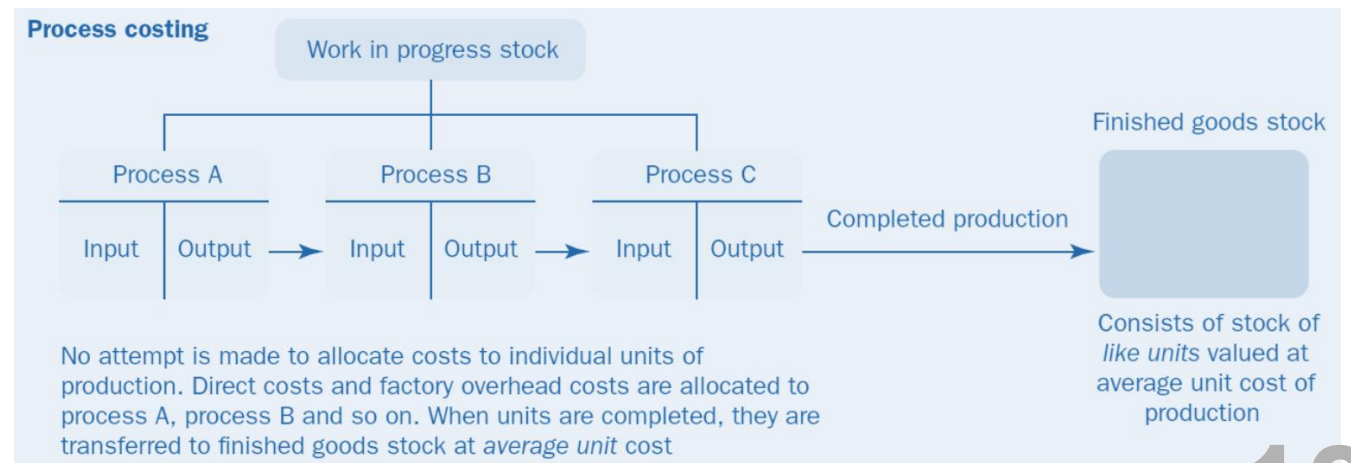 Process costing
Work in progress stock
Process A
Input
Output
Process B
Input
Output
Process C
Input
Output
Completed production
Finished goods stock
Consists of stock of
like units valued at
average unit cost of
production
No attempt is made to allocate costs to individual units of
production. Direct costs and factory overhead costs are allocated to
process A, process B and so on. When units are completed, they are
transferred to finished goods stock at average unit cost